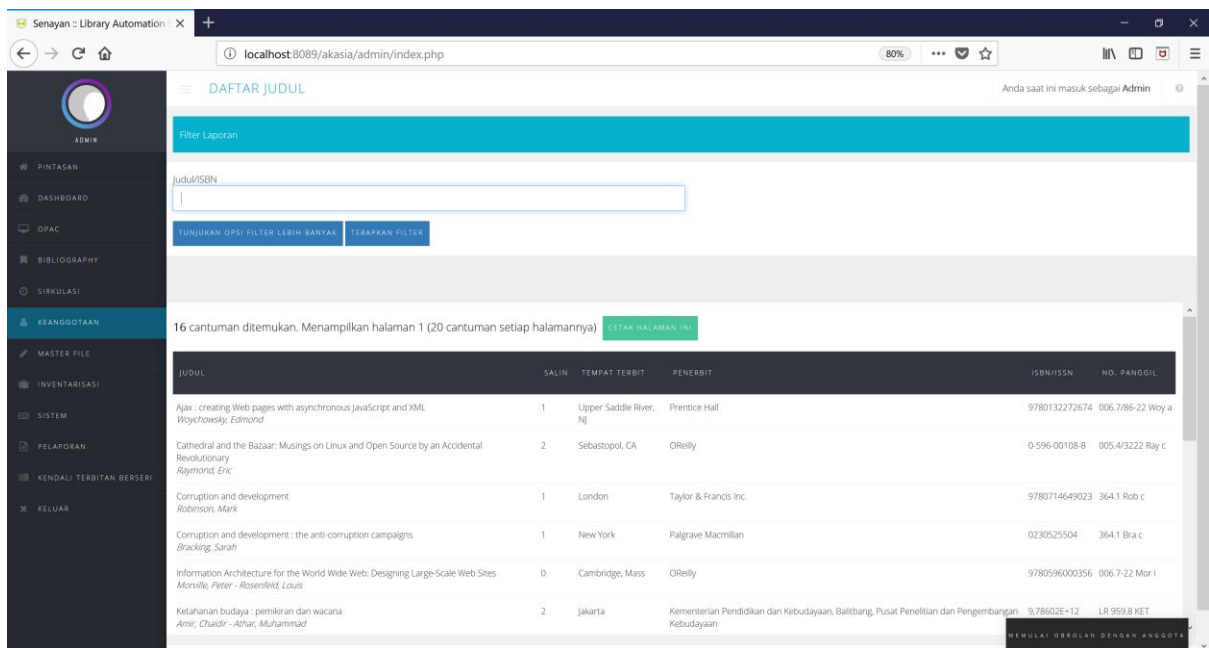 Senayan :: Library Automation S
localhost:8089/akasia/admin/index.php
80%
ADMIN
PINTASAN
DASHBOARD
OPAC
BIBLIOGRAPHY
SIRKULASI
KEANGGOTAAN
MASTER FILE
INVENTARISASI
SISTEM
PELAPORAN
KENDALI TERBITAN BERSERI
KELUAR
DAFTAR JUDUL
Anda saat ini masuk sebagai Admin
Filter Laporan
Judul/ISBN
TUNJUKAN OPSI FILTER LEBIH BANYAK TERAPKAN FILTER
16 cantuman ditemukan. Menampilkan halaman 1 (20 cantuman setiap halamannya) CETAK HALAMAN INI
JUDUL SALIN TEMPAT TERBIT PENERBIT ISBN/ISSN NO. PANGGIL
Ajax : creating Web pages with asynchronous JavaScript and XML 1 Upper Saddle River, Prentice Hall 9780132272674 006.7/86-22 Woy a
Woychowsky, Edmond NJ
Cathedral and the Bazaar: Musings on Linux and Open Source by an Accidental 2 Sebastopol, CA OReilly 0-596-00108-8 005.4/3222 Ray c
Revolutionary
Raymond, Eric
Corruption and development 1 London Taylor & Francis Inc. 9780714649023 364.1 Rob c
Robinson, Mark
Corruption and development : the anti-corruption campaigns 1 New York Palgrave Macmillan 0230525504 364.1 Bra c
Bracking, Sarah
Information Architecture for the World Wide Web: Designing Large-Scale Web Sites 0 Cambridge, Mass OReilly 9780596000356 006.7-22 Mor i
Morville, Peter - Rosenfeld, Louis
Ketahanan budaya : pemikiran dan wacana 2 Jakarta Kementerian Pendidikan dan Kebudayaan, Balitbang, Pusat Penelitian dan Pengembangan 9,78602E+12 LR 959.8 KET
Amir, Chaidir - Athar, Muhammad Kebudayaan
MEMULAI OBROLAN DENGAN ANGGOTA